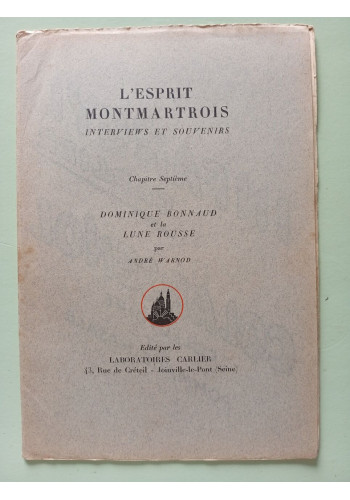 L'ESPRIT
MONTMARTROIS
INTERVIEWS ET SOUVENIRS
Chapitre Septième
DOMINIQUE BONNAUD
et la
LUNE ROUSSE
par
ANDRÉ WARNOD
Edité par les
LABORATOIRES CARLIER
43, Rue de Créteil - Joinville-le-Pont (Seine)